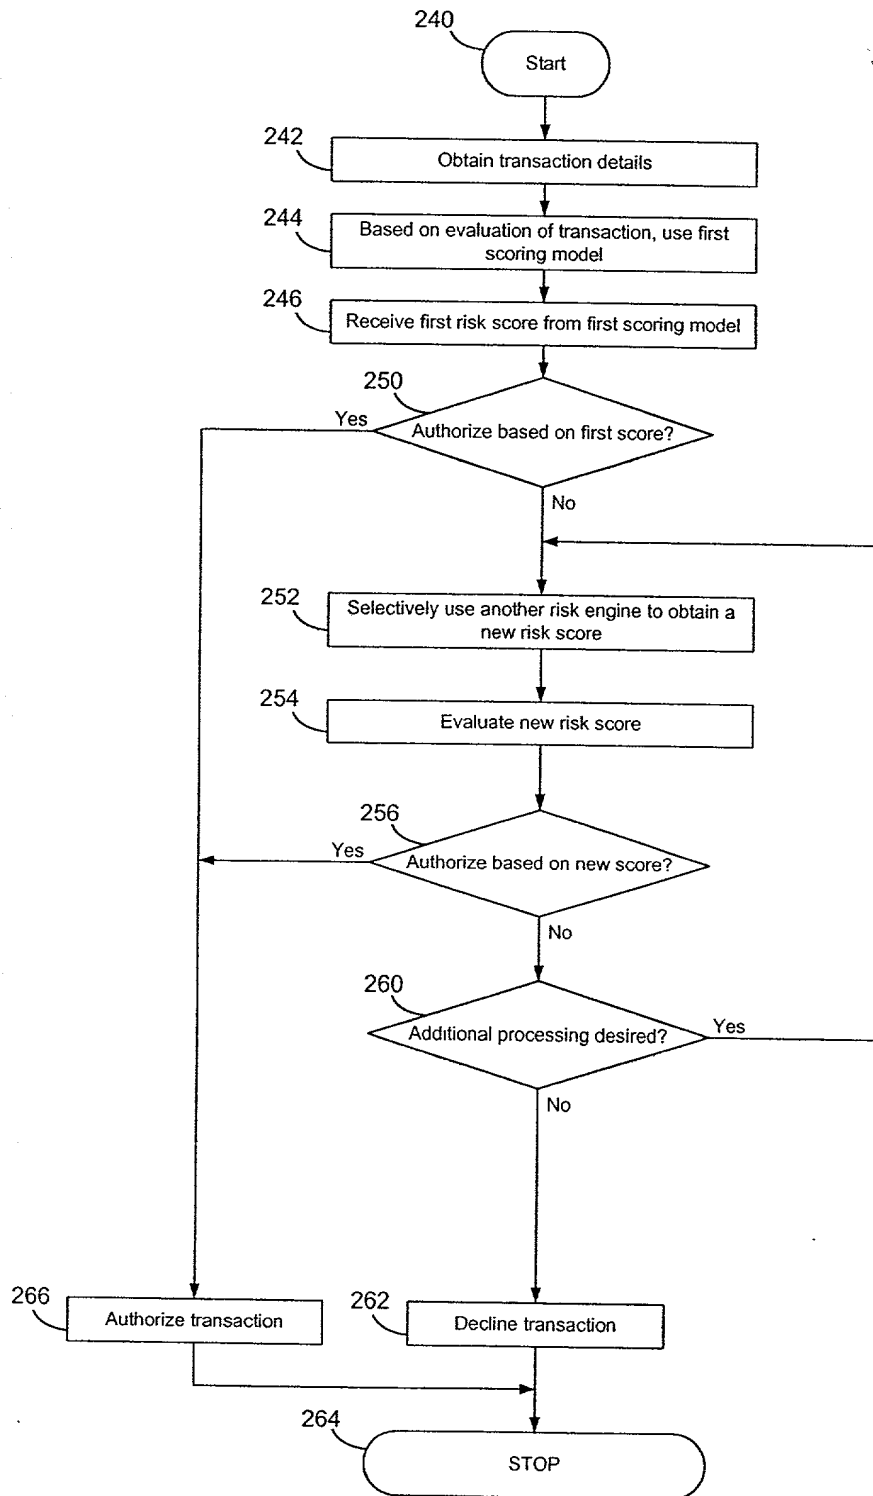 240
Start
242
Obtain transaction details
244
Based on evaluation of transaction, use first
scoring model
246
Receive first risk score from first scoring model
250
Yes
Authorize based on first score?
No
252
Selectively use another risk engine to obtain a
new risk score
254
Evaluate new risk score
256
Yes
Authorize based on new score?
No
260
Additional processing desired?
Yes
No
266
Authorize transaction
262
Decline transaction
264
STOP